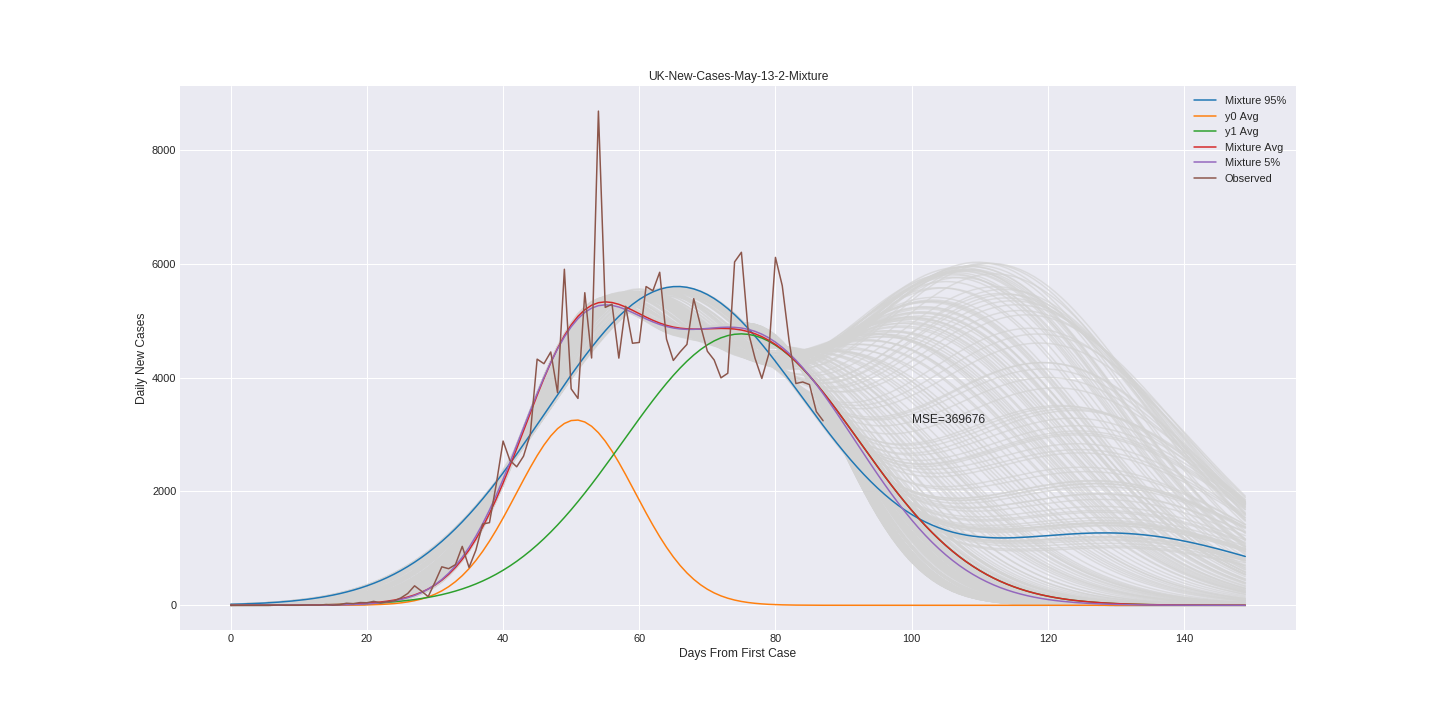 UK-New-Cases-May-13-2-Mixture
Mixture 95%
y0 Avg
y1 Avg
Mixture Avg
Mixture 5%
Observed
8000
6000
4000
2000
0
Daily New Cases
MSE=369676
0 20 40 60 80 100 120 140
Days From First Case